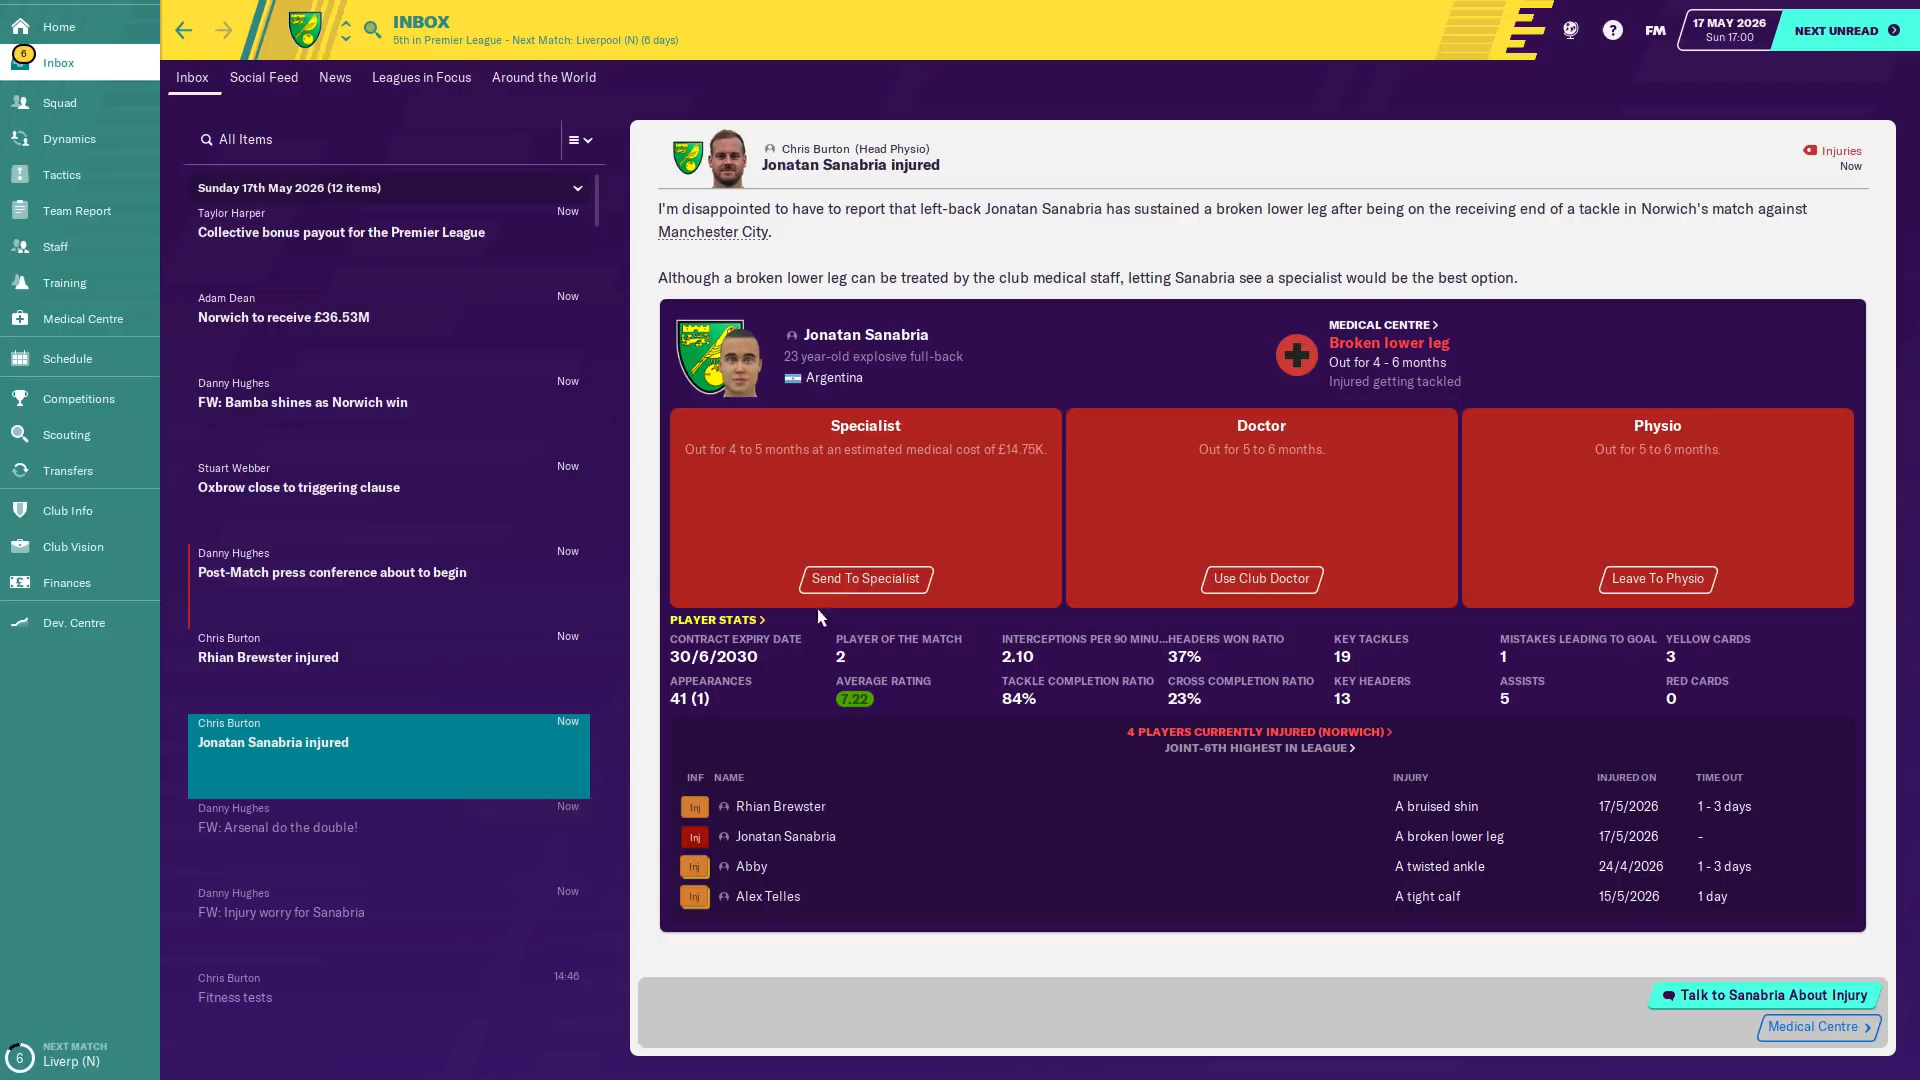 Home
6
Inbox
Squad
Dynamics
Tactics
Team Report
Staff
Training
Medical Centre
Schedule
Competitions
Scouting
Transfers
Club Info
Club Vision
Finances
Dev. Centre
6
NEXT MATCH
Liverp (N)
INBOX
5th in Premier League - Next Match: Liverpool (N) (6 days)
FM
17 MAY 2026
Sun 17:00
NEXT UNREAD
Inbox
Social Feed
News
Leagues in Focus
Around the World
All Items
Sunday 17th May 2026 (12 items)
Taylor Harper Now
Collective bonus payout for the Premier League
Adam Dean Now
Norwich to receive £36.53M
Danny Hughes Now
FW: Bamba shines as Norwich win
Stuart Webber Now
Oxbrow close to triggering clause
Danny Hughes Now
Post-Match press conference about to begin
Chris Burton Now
Rhian Brewster injured
Chris Burton Now
Jonatan Sanabria injured
Danny Hughes Now
FW: Arsenal do the double!
Danny Hughes Now
FW: Injury worry for Sanabria
Chris Burton 14:46
Fitness tests
Chris Burton (Head Physio)
Jonatan Sanabria injured
Injuries
Now
I'm disappointed to have to report that left-back Jonatan Sanabria has sustained a broken lower leg after being on the receiving end of a tackle in Norwich's match against
Manchester City.
Although a broken lower leg can be treated by the club medical staff, letting Sanabria see a specialist would be the best option.
Jonatan Sanabria
23 year-old explosive full-back
Argentina
MEDICAL CENTRE >
Broken lower leg
Out for 4 - 6 months
Injured getting tackled
Specialist
Out for 4 to 5 months at an estimated medical cost of £14.75K.
Send To Specialist
Doctor
Out for 5 to 6 months.
Use Club Doctor
Physio
Out for 5 to 6 months.
Leave To Physio
PLAYER STATS >
CONTRACT EXPIRY DATE PLAYER OF THE MATCH INTERCEPTIONS PER 90 MINU... HEADERS WON RATIO KEY TACKLES MISTAKES LEADING TO GOAL YELLOW CARDS
30/6/2030 2 2.10 37% 19 1 3
APPEARANCES AVERAGE RATING TACKLE COMPLETION RATIO CROSS COMPLETION RATIO KEY HEADERS ASSISTS RED CARDS
41 (1) 7.22 84% 23% 13 5 0
4 PLAYERS CURRENTLY INJURED (NORWICH) >
JOINT-6TH HIGHEST IN LEAGUE >
INF NAME INJURY INJURED ON TIME OUT
Inj Rhian Brewster A bruised shin 17/5/2026 1 - 3 days
Inj Jonatan Sanabria A broken lower leg 17/5/2026 -
Inj Abby A twisted ankle 24/4/2026 1 - 3 days
Inj Alex Telles A tight calf 15/5/2026 1 day
Talk to Sanabria About Injury
Medical Centre >